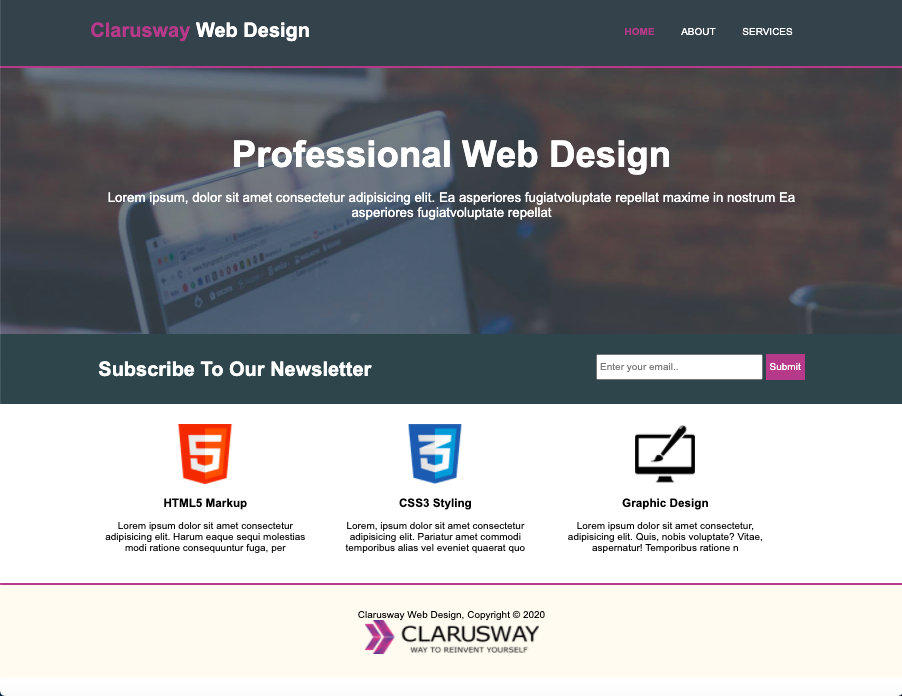 Clarusway Web Design
HOME ABOUT SERVICES
Professional Web Design
Lorem ipsum, dolor sit amet consectetur adipisicing elit. Ea asperiores fugiatvoluptate repellat maxime in nostrum Ea
asperiores fugiatvoluptate repellat
Subscribe To Our Newsletter
Enter your email..
Submit
5
HTML5 Markup
Lorem ipsum dolor sit amet consectetur
adipisicing elit. Harum eaque sequi molestias
modi ratione consequuntur fuga, per
3
CSS3 Styling
Lorem, ipsum dolor sit amet consectetur
adipisicing elit. Pariatur amet commodi
temporibus alias vel eveniet quaerat quo
Graphic Design
Lorem ipsum dolor sit amet consectetur,
adipisicing elit. Quis, nobis voluptate? Vitae,
aspernatur! Temporibus ratione n
Clarusway Web Design, Copyright © 2020
CLARUSWAY
WAY TO REINVENT YOURSELF